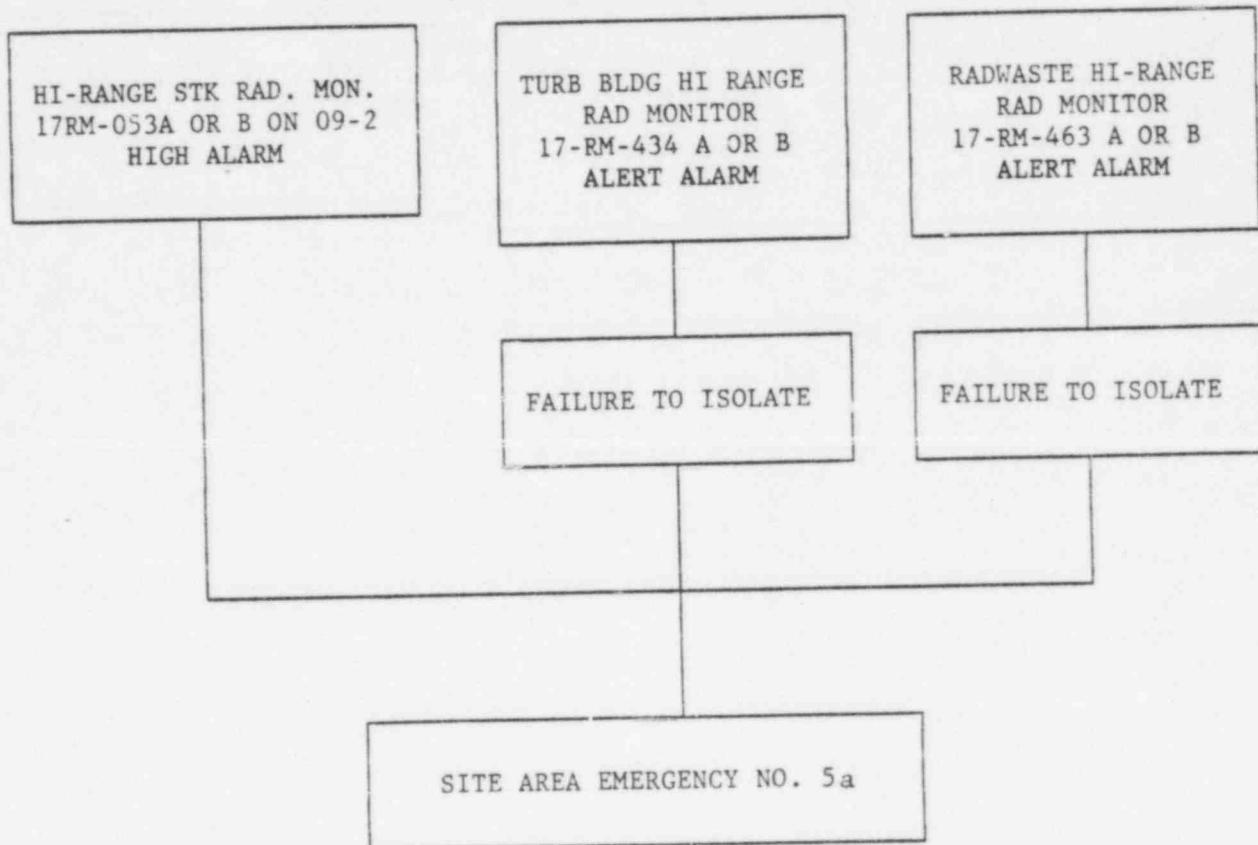 HI-RANGE STK RAD. MON.
17RM-053A OR B ON 09-2
HIGH ALARM
TURB BLDG HI RANGE
RAD MONITOR
17-RM-434 A OR B
ALERT ALARM
RADWASTE HI-RANGE
RAD MONITOR
17-RM-463 A OR B
ALERT ALARM
FAILURE TO ISOLATE
FAILURE TO ISOLATE
SITE AREA EMERGENCY NO. 5a